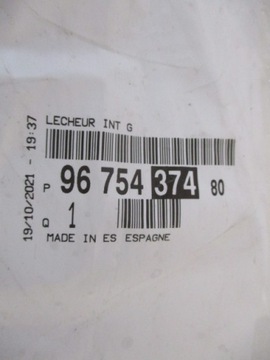 LECHEUR INT G
P 96 754 374 80
Q 1
MADE IN ES ESPAGNE
19/10/2021 - 19:37